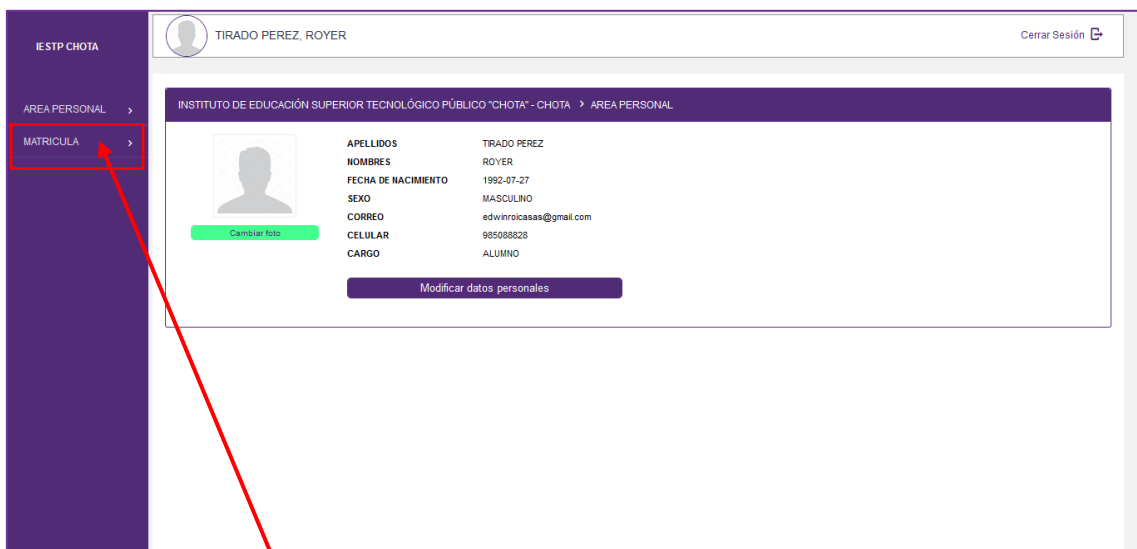 IESTP CHOTA
TIRADO PEREZ, ROYER
Cerrar Sesión
AREA PERSONAL
MATRICULA
INSTITUTO DE EDUCACIÓN SUPERIOR TECNOLÓGICO PÚBLICO "CHOTA" - CHOTA > AREA PERSONAL
APELLIDOS TIRADO PEREZ
NOMBRES ROYER
FECHA DE NACIMIENTO 1992-07-27
SEXO MASCULINO
CORREO edwinroicasas@gmail.com
CELULAR 985088828
CARGO ALUMNO
Cambiar foto
Modificar datos personales